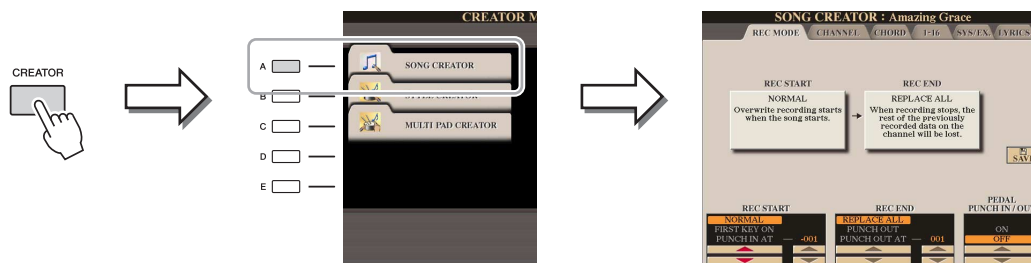 CREATOR
CREATOR M
A
SONG CREATOR
B
STYLE CREATOR
C
MULTI PAD CREATOR
D
E
SONG CREATOR : Amazing Grace
REC MODE CHANNEL CHORD 1-16 SYS/EX. LYRICS
REC START
NORMAL
Overwrite recording starts
when the song starts.
REC END
REPLACE ALL
When recording stops, the
rest of the previously
recorded data on the
channel will be lost.
SAVE
REC START
NORMAL
FIRST KEY ON
PUNCH IN AT — -001
REC END
REPLACE ALL
PUNCH OUT
PUNCH OUT AT — 001
PEDAL
PUNCH IN / OU
ON
OFF